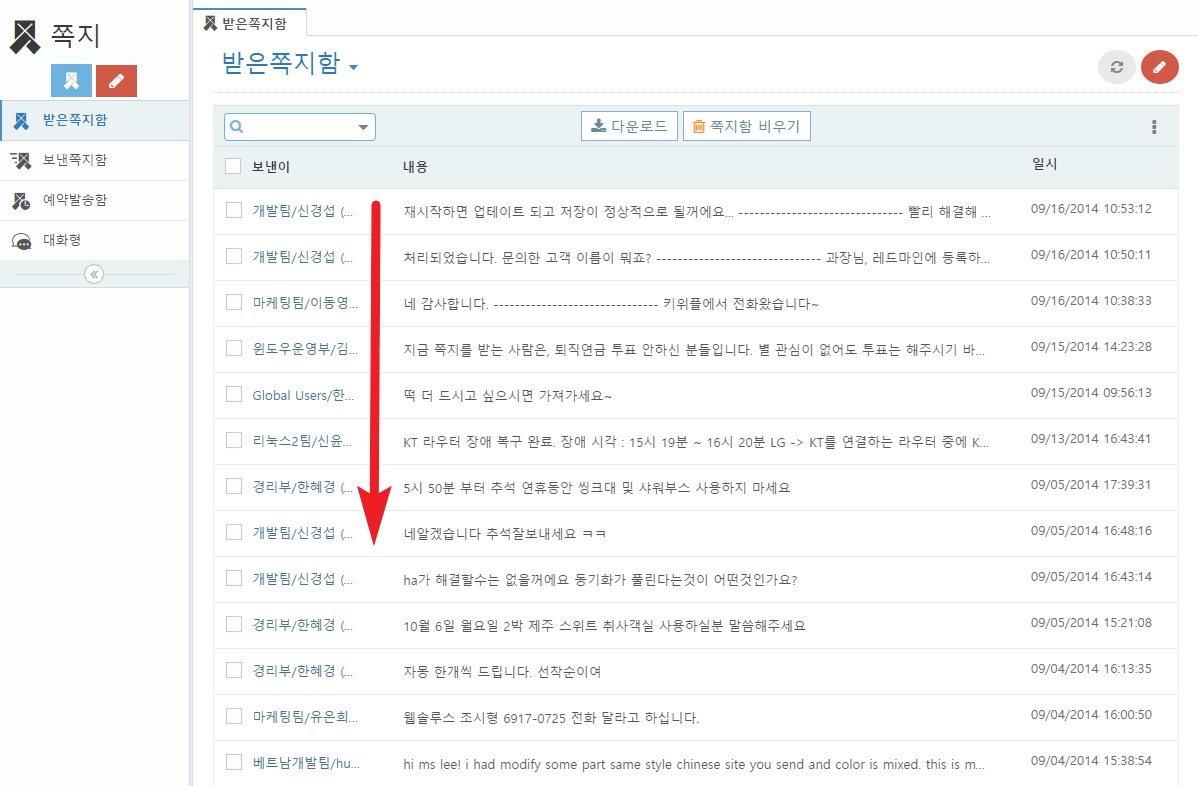 쪽지
받은쪽지함
보낸쪽지함
예약발송함
대화형
받은쪽지함
받은쪽지함
다운로드 쪽지함 비우기
보낸이 내용 일시
개발팀/신경섭 (... 재시작하면 업테이트 되고 저장이 정상적으로 될꺼에요... ------------------------------- 빨리 해결해 ... 09/16/2014 10:53:12
개발팀/신경섭 (... 처리되었습니다. 문의한 고객 이름이 뭐죠? ------------------------------- 과장님, 레드마인에 등록하... 09/16/2014 10:50:11
마케팅팀/이동영... 네 감사합니다. ------------------------------- 키위플에서 전화왔습니다~ 09/16/2014 10:38:33
윈도우운영부/김... 지금 쪽지를 받는 사람은, 퇴직연금 투표 안하신 분들입니다. 별 관심이 없어도 투표는 해주시기 바... 09/15/2014 14:23:28
Global Users/한... 떡 더 드시고 싶으시면 가져가세요~ 09/15/2014 09:56:13
리눅스2팀/신윤... KT 라우터 장애 복구 완료. 장애 시각 : 15시 19분 ~ 16시 20분 LG -> KT를 연결하는 라우터 중에 K... 09/13/2014 16:43:41
경리부/한혜경 (... 5시 50분 부터 추석 연휴동안 씽크대 및 샤워부스 사용하지 마세요 09/05/2014 17:39:31
개발팀/신경섭 (... 네알겠습니다 추석잘보내세요 ㅋㅋ 09/05/2014 16:48:16
개발팀/신경섭 (... ha가 해결할수는 없을꺼에요 동기화가 풀린다는것이 어떤것인가요? 09/05/2014 16:43:14
경리부/한혜경 (... 10월 6일 월요일 2박 제주 스위트 취사객실 사용하실분 말씀해주세요 09/05/2014 15:21:08
경리부/한혜경 (... 자몽 한개씩 드립니다. 선착순이여 09/04/2014 16:13:35
마케팅팀/유은희... 웹솔루스 조시형 6917-0725 전화 달라고 하십니다. 09/04/2014 16:00:50
베트남개발팀/hu... hi ms lee! i had modify some part same style chinese site you send and color is mixed. this is m... 09/04/2014 15:38:54